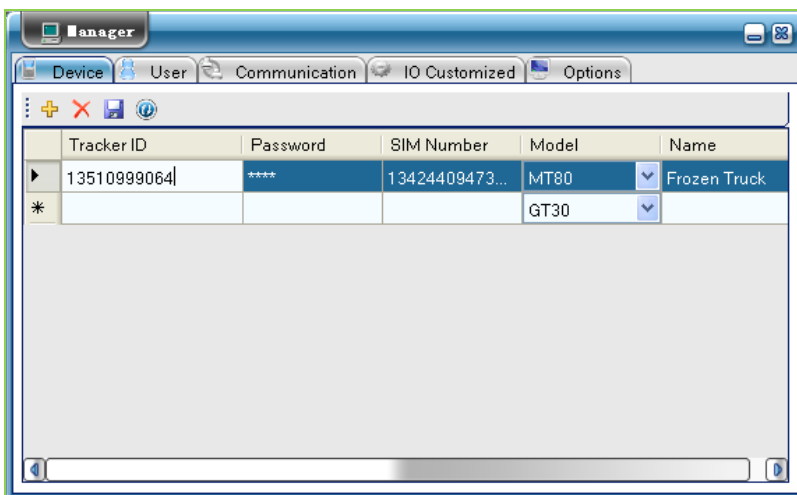 Manager
Device User Communication IO Customized Options
Tracker ID Password SIM Number Model Name
13510999064 **** 13424409473... MT80 Frozen Truck
* GT30